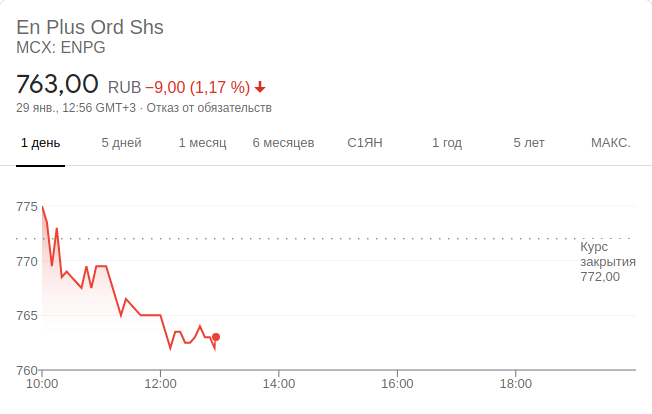 En Plus Ord Shs
MCX: ENPG
763,00 RUB −9,00 (1,17 %)
29 янв., 12:56 GMT+3 · Отказ от обязательств
1 день 5 дней 1 месяц 6 месяцев С1ЯН 1 год 5 лет МАКС.
775
770
765
760
Курс
закрытия
772,00
10:00 12:00 14:00 16:00 18:00